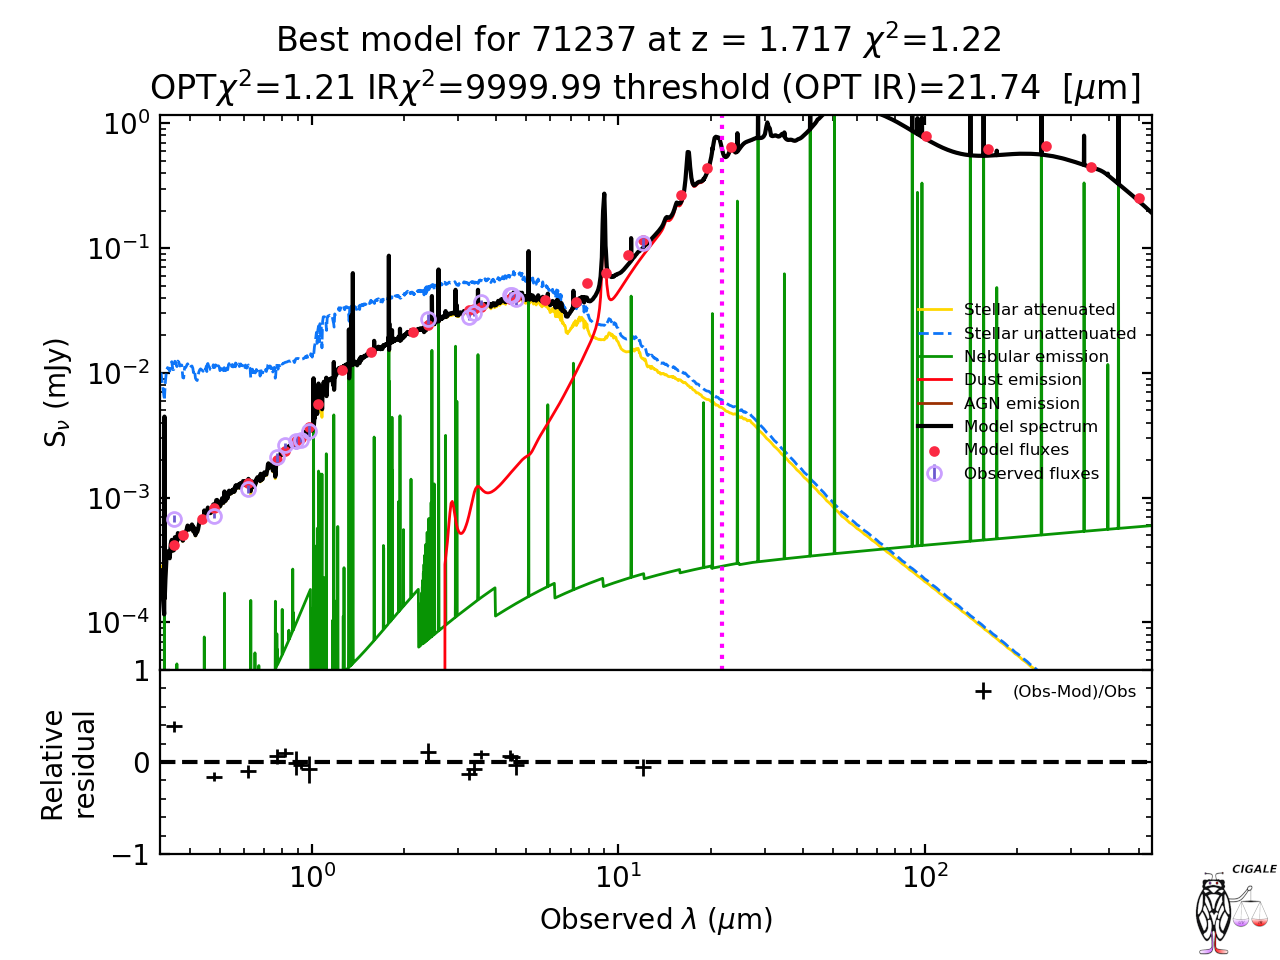 Best model for 71237 at z = 1.717 χ²=1.22
OPTχ²=1.21 IRχ²=9999.99 threshold (OPT IR)=21.74 [μm]
10⁰
10⁻¹
10⁻²
10⁻³
10⁻⁴
Sν (mJy)
Stellar attenuated
Stellar unattenuated
Nebular emission
Dust emission
AGN emission
Model spectrum
Model fluxes
Observed fluxes
1
0
−1
Relative
residual
(Obs-Mod)/Obs
10⁰
10¹
10²
Observed λ (μm)
CIGALE